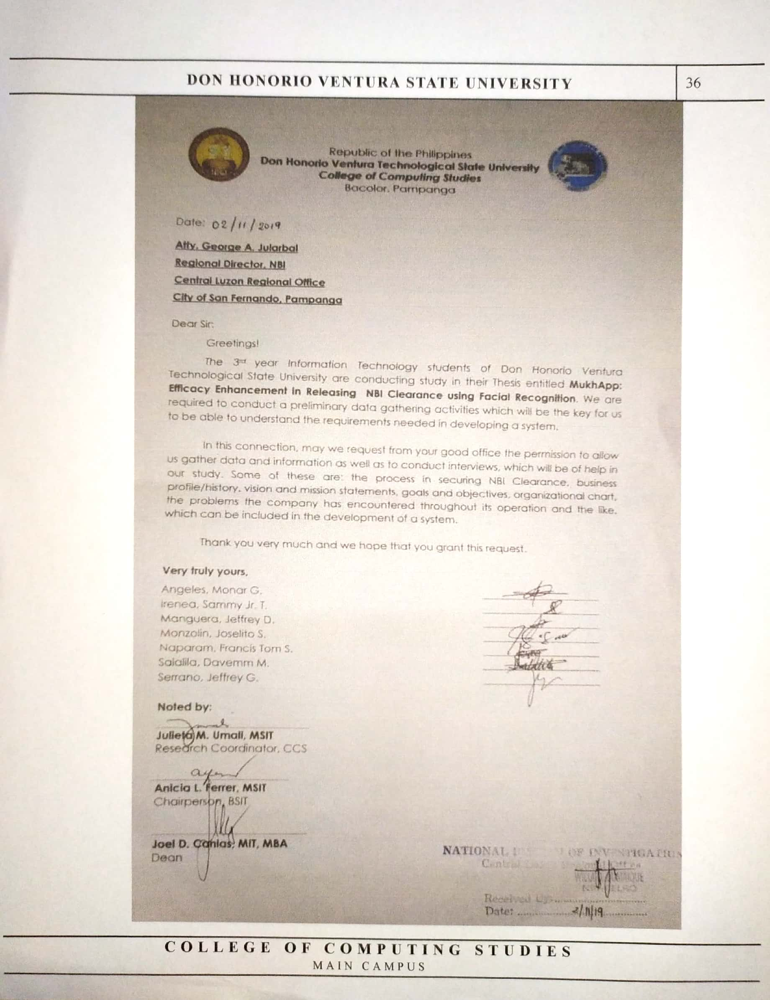 DON HONORIO VENTURA STATE UNIVERSITY
36
Republic of the Philippines
Don Honorio Ventura Technological State University
College of Computing Studies
Bacolor, Pampanga
Date: 02/11/2019
Atty. George A. Jularbal
Regional Director, NBI
Central Luzon Regional Office
City of San Fernando, Pampanga
Dear Sir:
Greetings!
The 3rd year Information Technology students of Don Honorio Ventura
Technological State University are conducting study in their Thesis entitled MukhApp:
Efficacy Enhancement in Releasing NBI Clearance using Facial Recognition. We are
required to conduct a preliminary data gathering activities which will be the key for us
to be able to understand the requirements needed in developing a system.
In this connection, may we request from your good office the permission to allow
us gather data and information as well as to conduct interviews, which will be of help in
our study. Some of these are: the process in securing NBI Clearance, business
profile/history, vision and mission statements, goals and objectives, organizational chart,
the problems the company has encountered throughout its operation and the like,
which can be included in the development of a system.
Thank you very much and we hope that you grant this request.
Very truly yours,
Angeles, Monar G.
Irenea, Sammy Jr. T.
Manguera, Jeffrey D.
Monzolin, Joselito S.
Naparam, Francis Tom S.
Salalila, Davemm M.
Serrano, Jeffrey G.
Noted by:
Julieta M. Umali, MSIT
Research Coordinator, CCS
Anicia L. Ferrer, MSIT
Chairperson, BSIT
Joel D. Canlas, MIT, MBA
Dean
NATIONAL OF INVESTIGATION
Central Office
Received by:
Date: 2/11/19
COLLEGE OF COMPUTING STUDIES
MAIN CAMPUS